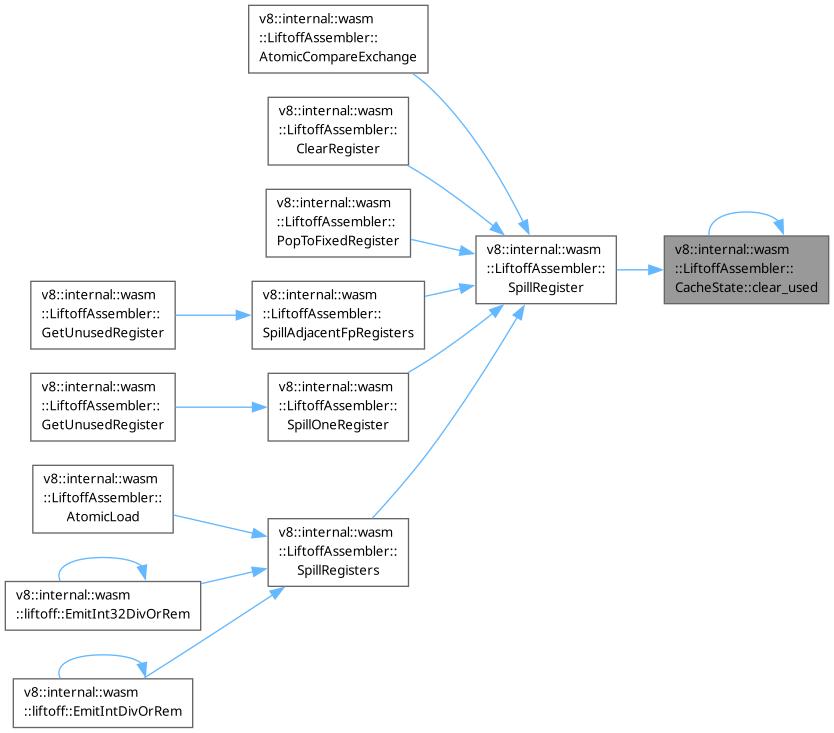 v8::internal::wasm
::LiftoffAssembler::
AtomicCompareExchange
v8::internal::wasm
::LiftoffAssembler::
ClearRegister
v8::internal::wasm
::LiftoffAssembler::
PopToFixedRegister
v8::internal::wasm
::LiftoffAssembler::
SpillRegister
v8::internal::wasm
::LiftoffAssembler::
CacheState::clear_used
v8::internal::wasm
::LiftoffAssembler::
GetUnusedRegister
v8::internal::wasm
::LiftoffAssembler::
SpillAdjacentFpRegisters
v8::internal::wasm
::LiftoffAssembler::
GetUnusedRegister
v8::internal::wasm
::LiftoffAssembler::
SpillOneRegister
v8::internal::wasm
::LiftoffAssembler::
AtomicLoad
v8::internal::wasm
::LiftoffAssembler::
SpillRegisters
v8::internal::wasm
::liftoff::EmitInt32DivOrRem
v8::internal::wasm
::liftoff::EmitIntDivOrRem